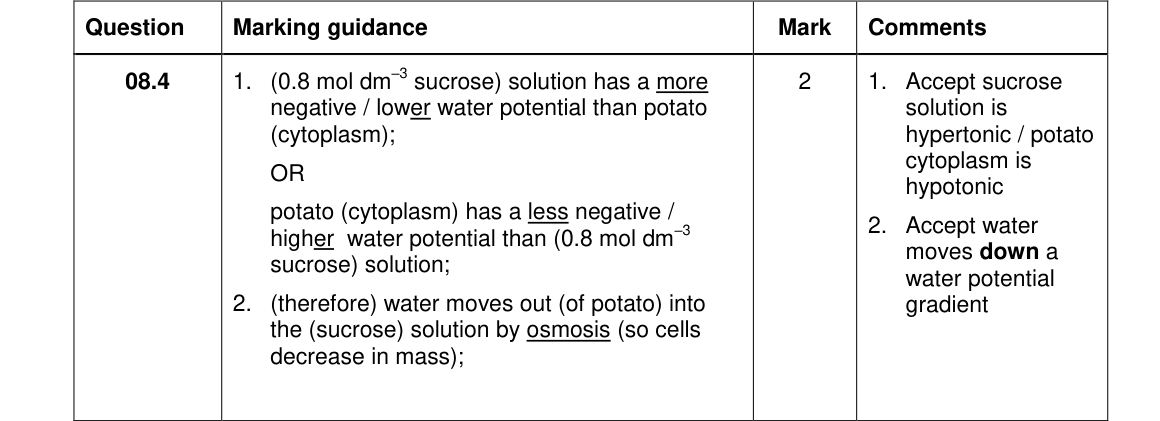 Question Marking guidance Mark Comments
08.4
1. (0.8 mol dm⁻³ sucrose) solution has a more
negative / lower water potential than potato
(cytoplasm);
OR
potato (cytoplasm) has a less negative /
higher water potential than (0.8 mol dm⁻³
sucrose) solution;
2. (therefore) water moves out (of potato) into
the (sucrose) solution by osmosis (so cells
decrease in mass);
2
1. Accept sucrose
solution is
hypertonic / potato
cytoplasm is
hypotonic
2. Accept water
moves down a
water potential
gradient